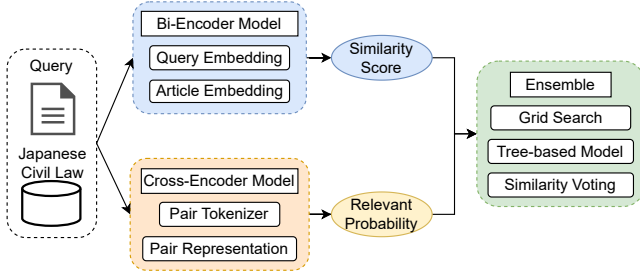 Query
Japanese
Civil Law
Bi-Encoder Model
Query Embedding
Article Embedding
Cross-Encoder Model
Pair Tokenizer
Pair Representation
Similarity
Score
Relevant
Probability
Ensemble
Grid Search
Tree-based Model
Similarity Voting